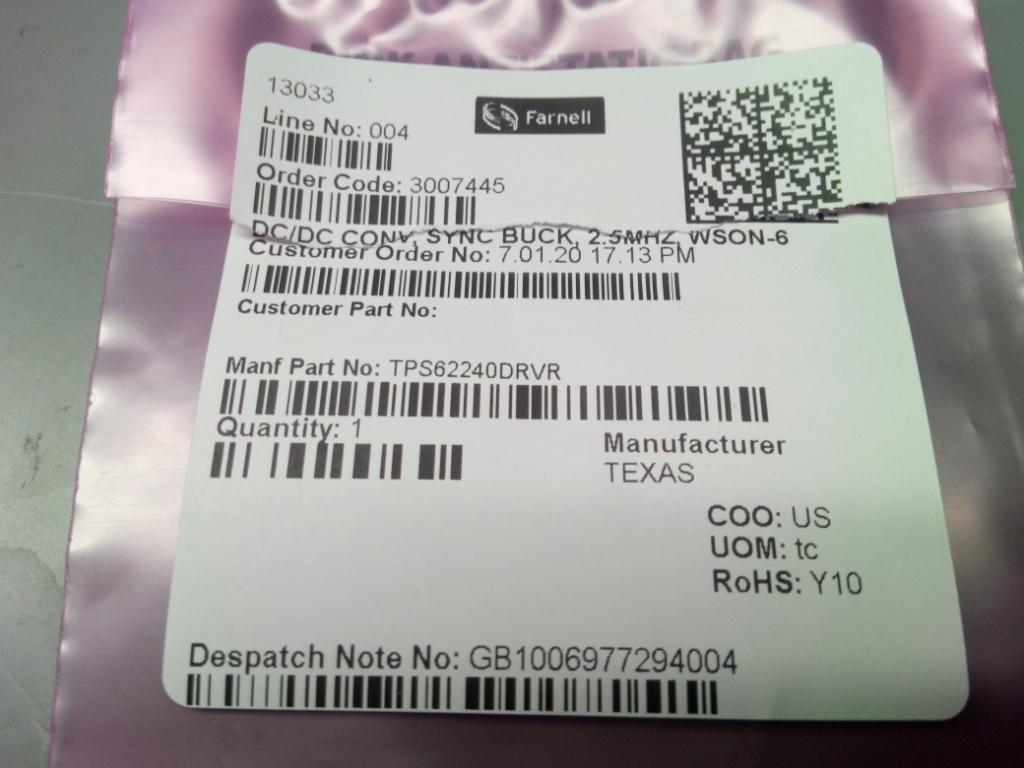 13033
Farnell
Line No: 004
Order Code: 3007445
DC/DC CONV, SYNC BUCK, 2.5MHZ, WSON-6
Customer Order No: 7.01.20 17.13 PM
Customer Part No:
Manf Part No: TPS62240DRVR
Quantity: 1
Manufacturer
TEXAS
COO: US
UOM: tc
RoHS: Y10
Despatch Note No: GB1006977294004